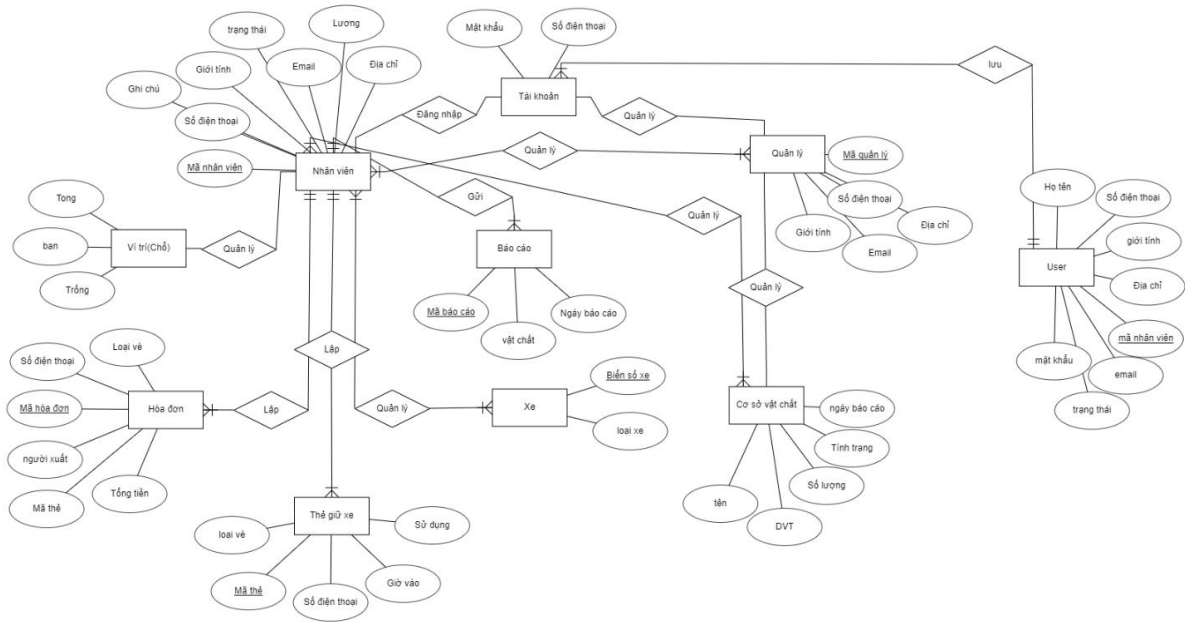 Lương
trạng thái
Mật khẩu
Số điện thoại
Giới tính
Email
Địa chỉ
lưu
Ghi chú
Tài khoản
Đăng nhập
Quản lý
Số điện thoại
Mã nhân viên
Nhân viên
Quản lý
Quản lý
Mã quản lý
Họ tên
Số điện thoại
Tong
Gửi
Quản lý
Số điện thoại
Địa chỉ
Giới tính
Email
ban
Ví trí(Chỗ)
Quản lý
Báo cáo
giới tính
User
Địa chỉ
Trống
Mã báo cáo
Ngày báo cáo
vật chất
Quản lý
mã nhân viên
mật khẩu
email
trạng thái
Loại vé
Số điện thoại
Lập
Biển số xe
Mã hóa đơn
Hóa đơn
Lập
Quản lý
Xe
Cơ sở vật chất
ngày báo cáo
loại xe
Tình trạng
người xuất
Tổng tiền
Số lượng
Mã thẻ
tên
DVT
Thẻ giữ xe
Sử dụng
loại vé
Mã thẻ
Số điện thoại
Giờ vào